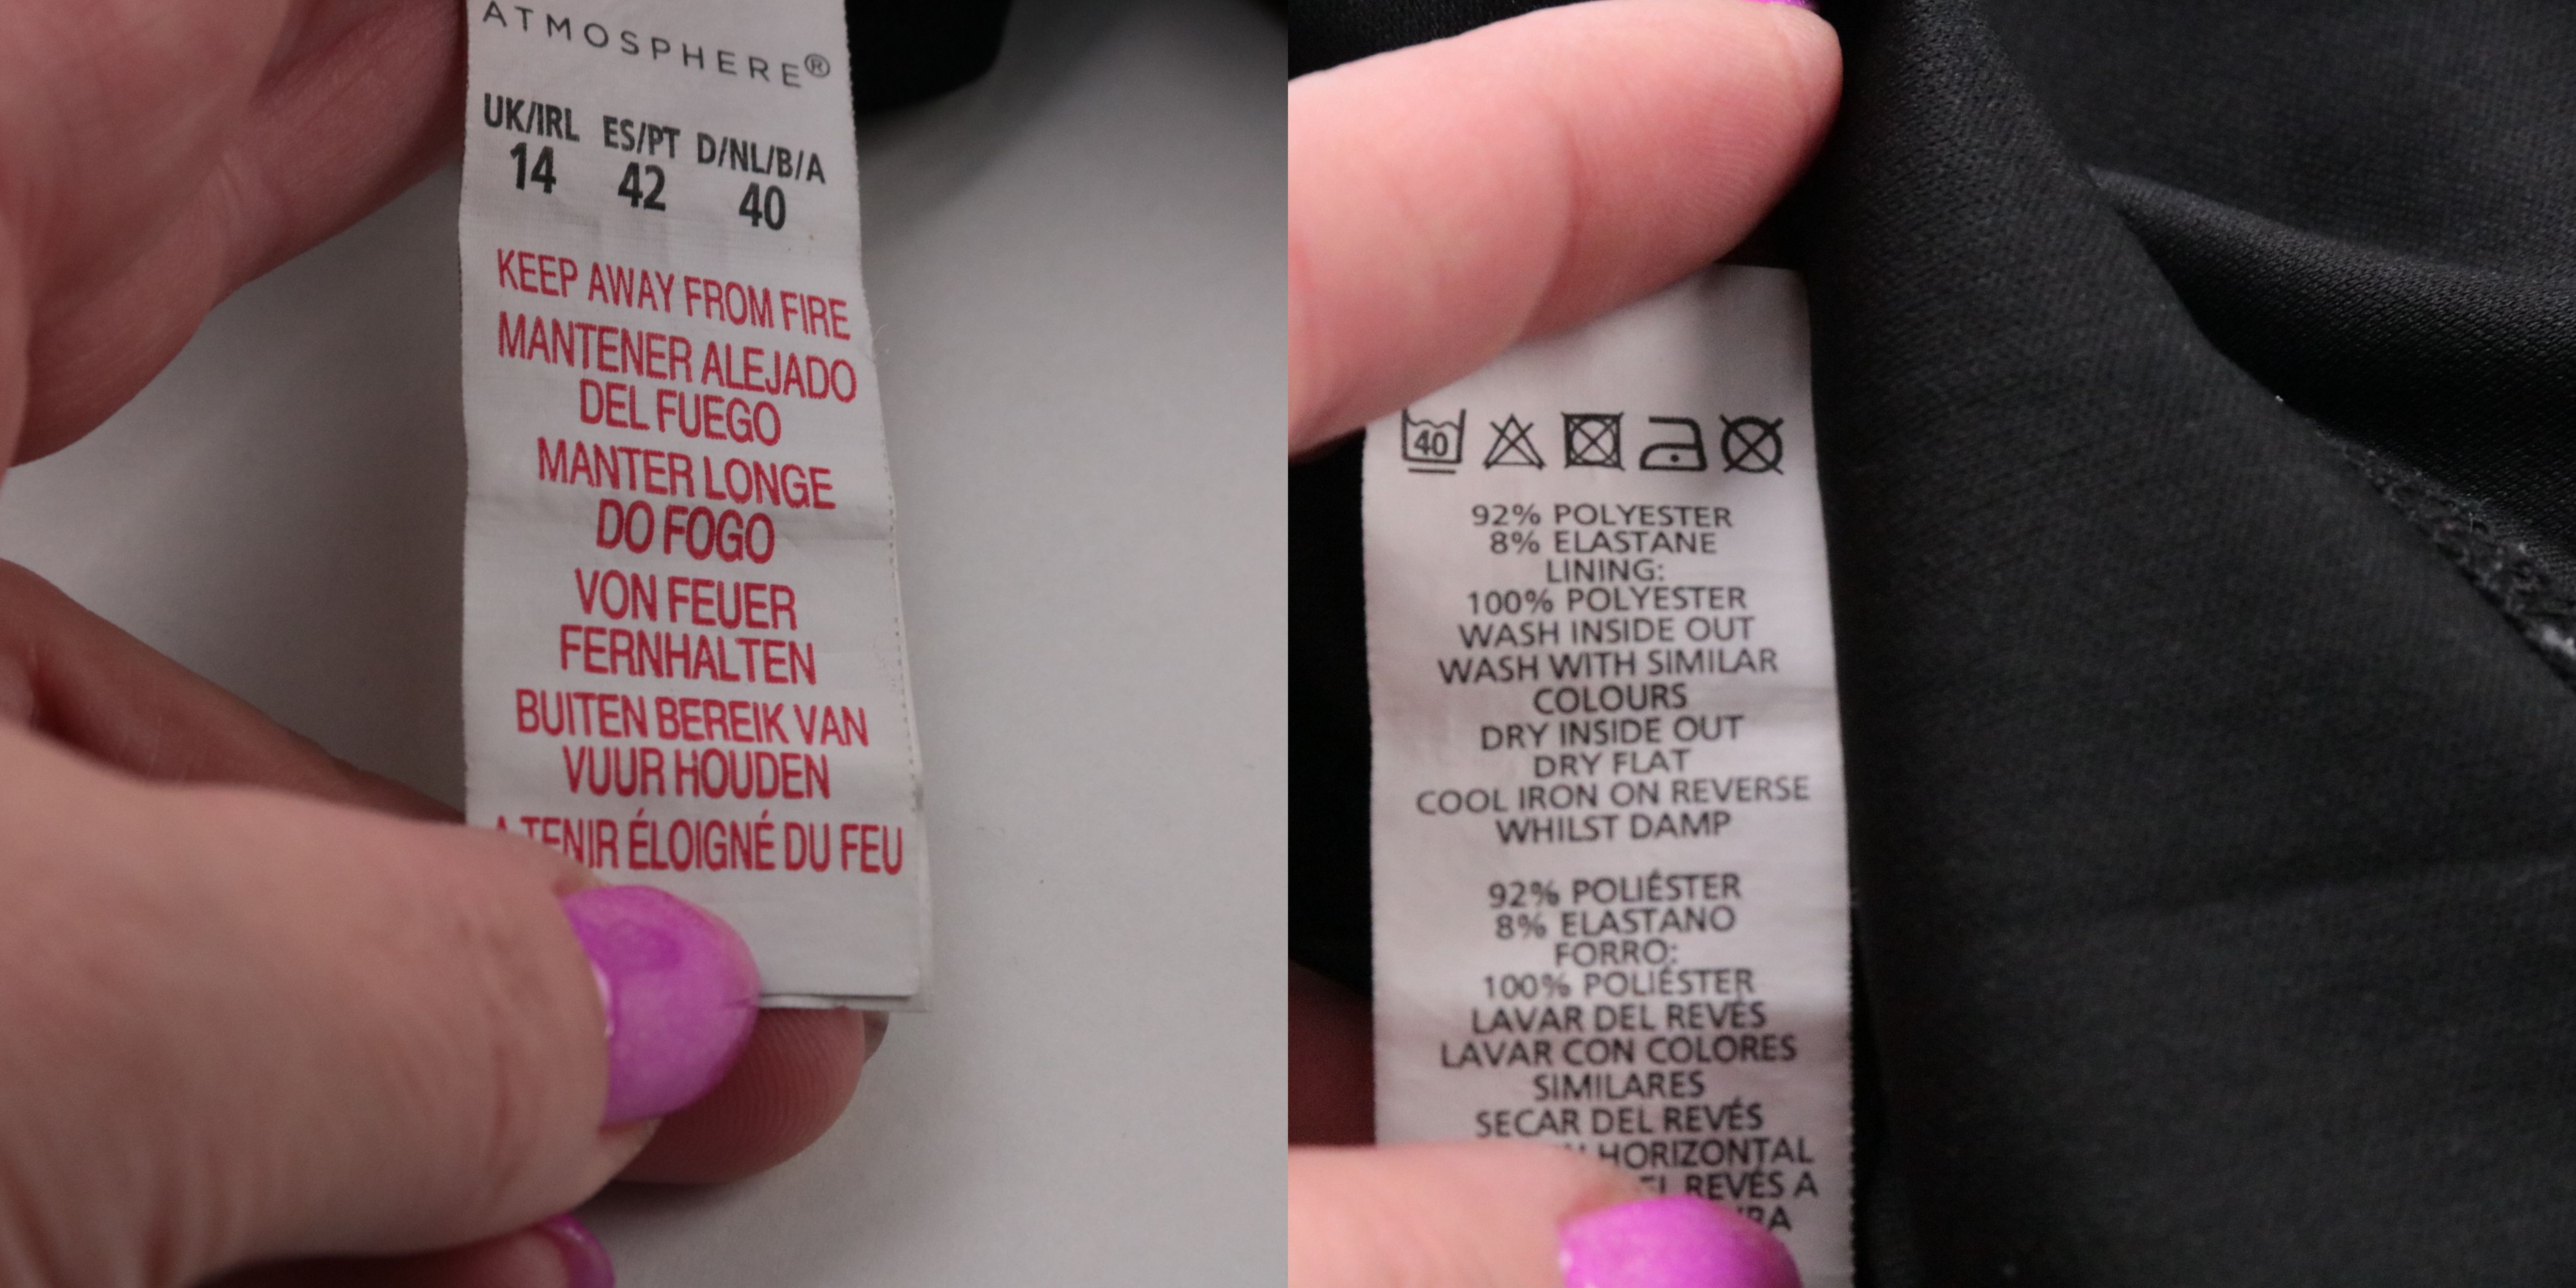 ATMOSPHERE®
UK/IRL ES/PT D/NL/B/A
14 42 40
KEEP AWAY FROM FIRE
MANTENER ALEJADO
DEL FUEGO
MANTER LONGE
DO FOGO
VON FEUER
FERNHALTEN
BUITEN BEREIK VAN
VUUR HOUDEN
A TENIR ÉLOIGNÉ DU FEU
40
92% POLYESTER
8% ELASTANE
LINING:
100% POLYESTER
WASH INSIDE OUT
WASH WITH SIMILAR
COLOURS
DRY INSIDE OUT
DRY FLAT
COOL IRON ON REVERSE
WHILST DAMP
92% POLIÉSTER
8% ELASTANO
FORRO:
100% POLIÉSTER
LAVAR DEL REVÉS
LAVAR CON COLORES
SIMILARES
SECAR DEL REVÉS
HORIZONTAL
REVÉS A